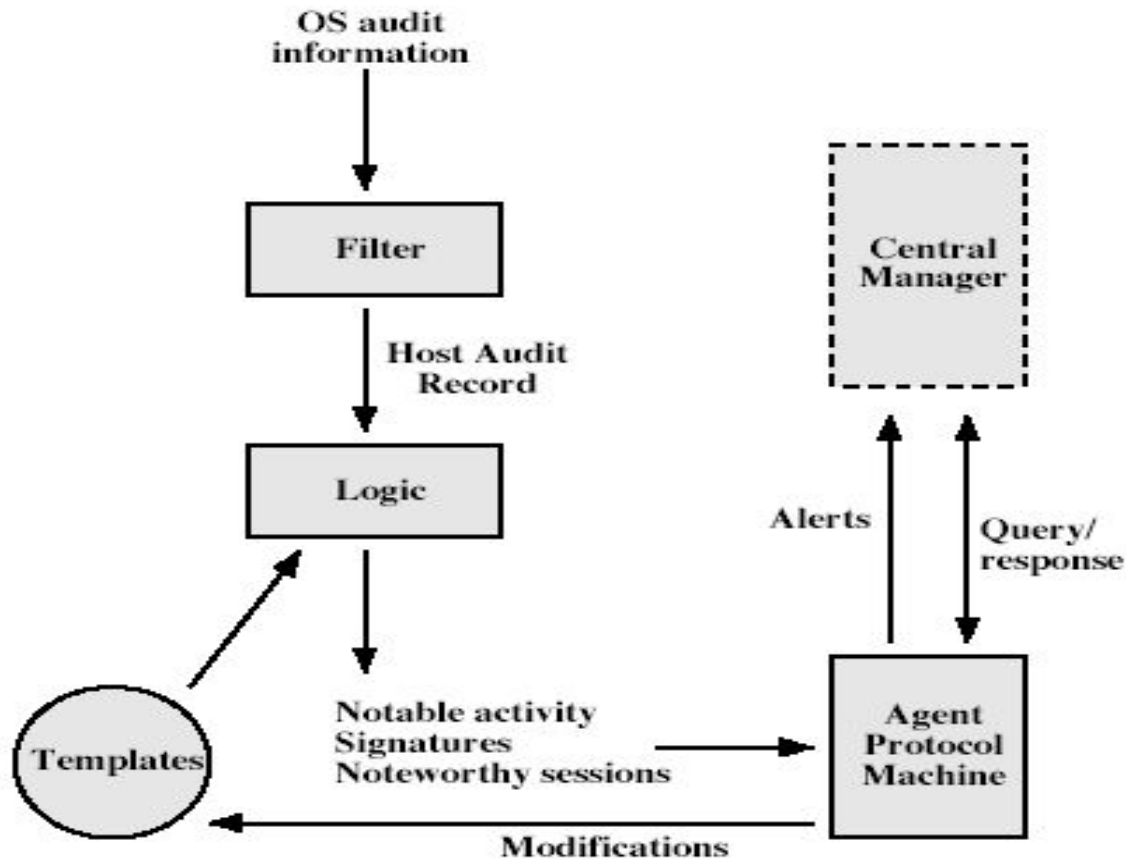 OS audit
information
Filter
Host Audit
Record
Logic
Central
Manager
Alerts
Query/
response
Templates
Notable activity
Signatures
Noteworthy sessions
Agent
Protocol
Machine
Modifications